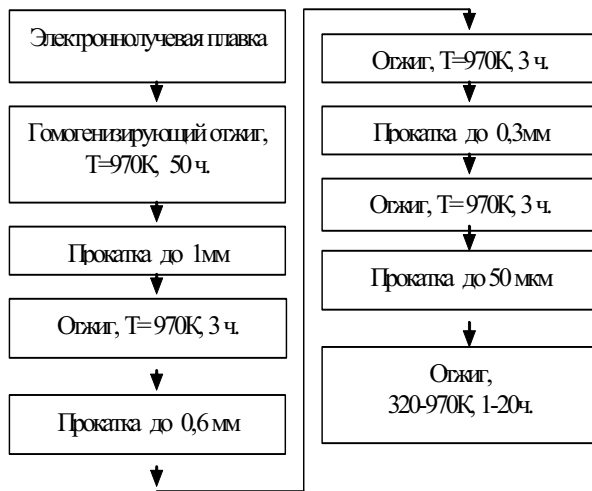 Электроннолучевая плавка
Гомогенизирующий отжиг,
Т=970К, 50 ч.
Прокатка до 1мм
Отжиг, Т= 970К, 3 ч.
Прокатка до 0,6 мм
Отжиг, Т=970К, 3 ч.
Прокатка до 0,3мм
Отжиг, Т=970К, 3 ч.
Прокатка до 50 мкм
Отжиг,
320-970К, 1-20ч.